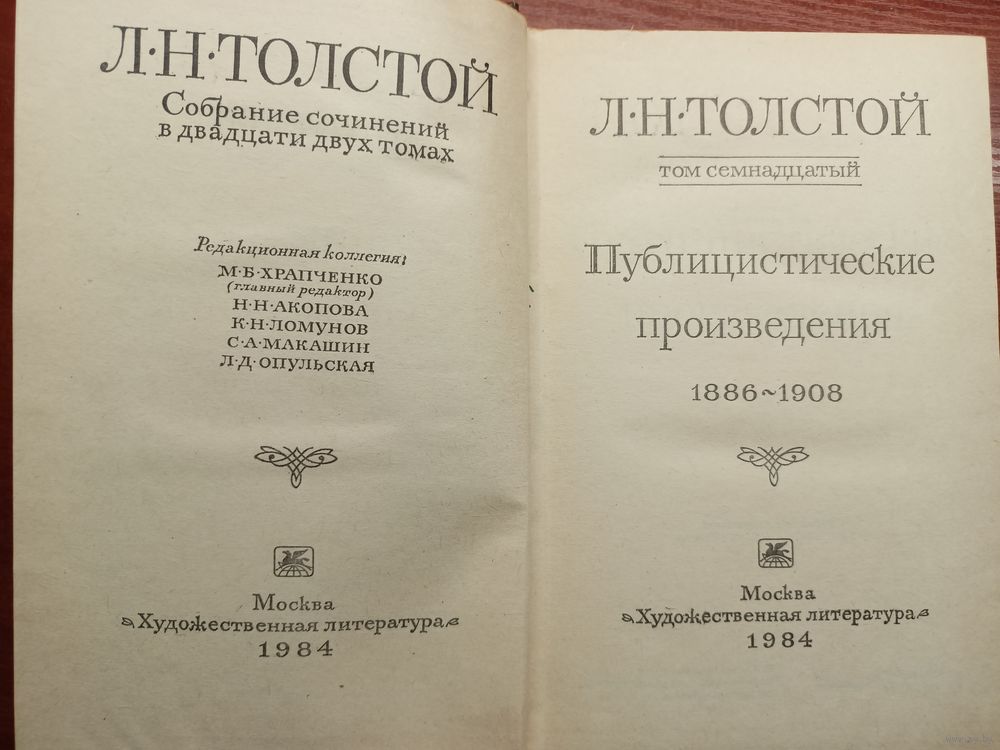 Л·Н·ТОЛСТОЙ
Собрание сочинений
в двадцати двух томах
Редакционная коллегия:
М·Б·ХРАПЧЕНКО
(главный редактор)
Н·Н·АКОПОВА
К·Н·ЛОМУНОВ
С·А·МАКАШИН
Л·Д·ОПУЛЬСКАЯ
Москва
«Художественная литература»
1984
Л·Н·ТОЛСТОЙ
том семнадцатый
Публицистические
произведения
1886~1908
Москва
«Художественная литература»
1984